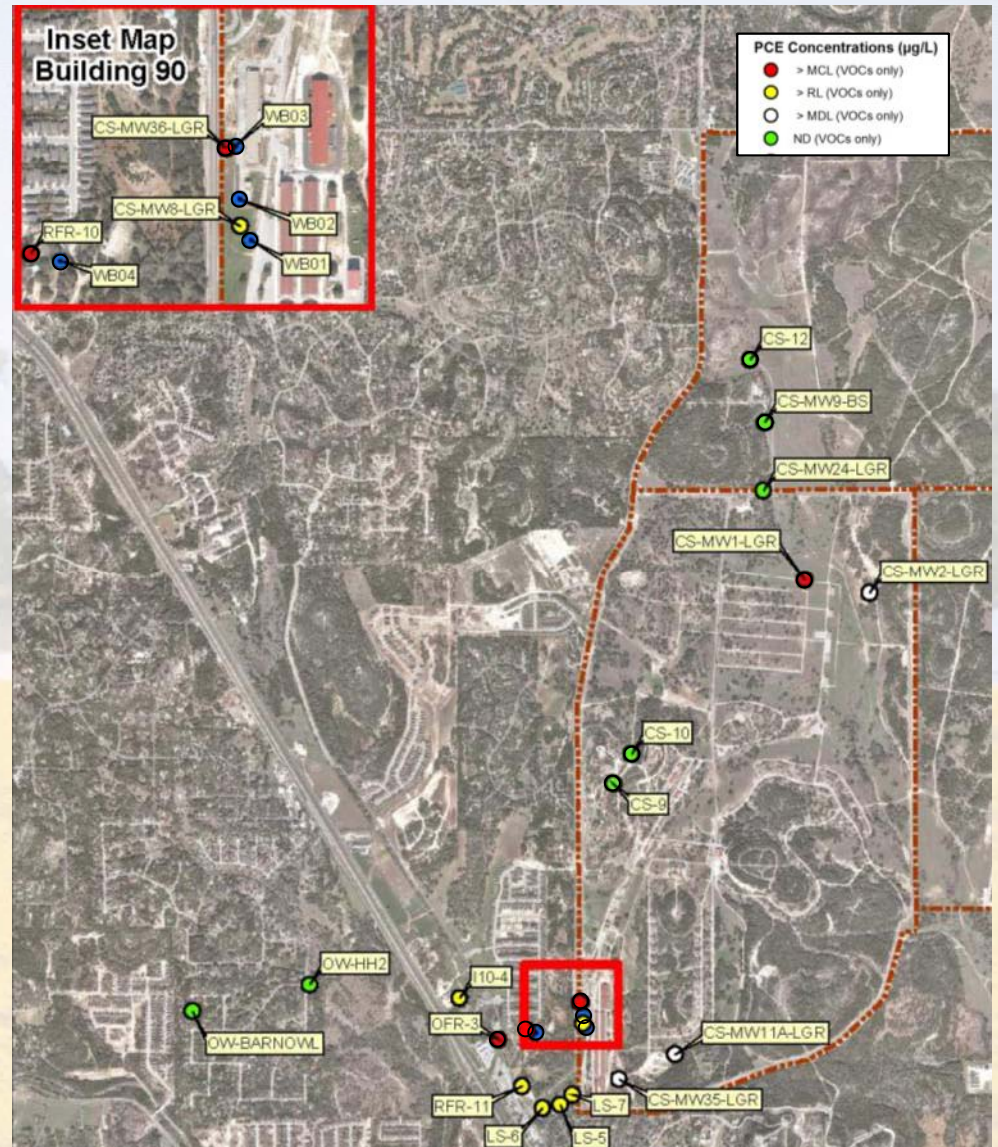 Inset Map
Building 90
CS-MW36-LGR
WB03
CS-MW8-LGR
WB02
RFR-10
WB01
WB04
PCE Concentrations (µg/L)
> MCL (VOCs only)
> RL (VOCs only)
> MDL (VOCs only)
ND (VOCs only)
CS-12
CS-MW9-BS
CS-MW24-LGR
CS-MW1-LGR
CS-MW2-LGR
CS-10
CS-9
OW-HH2
I10-4
OFR-3
OW-BARNOWL
CS-MW11A-LGR
RFR-11
LS-7
CS-MW35-LGR
LS-6
LS-5